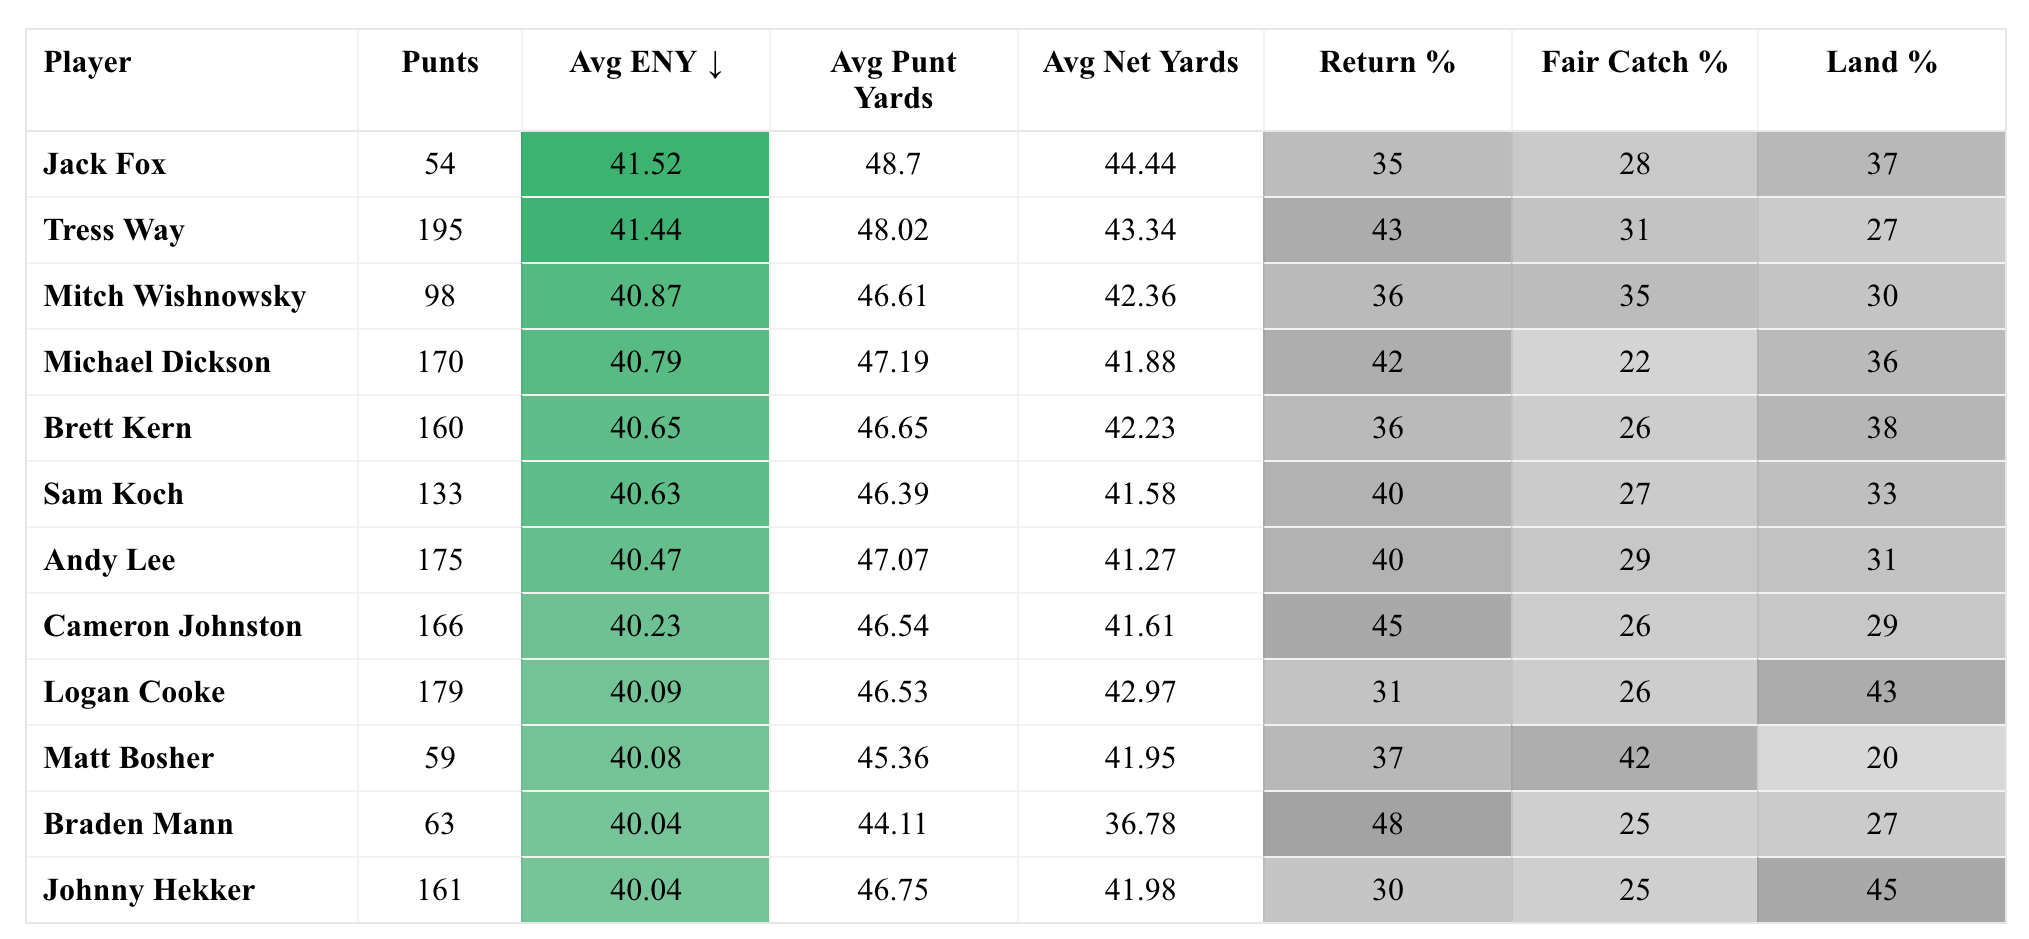 Player Punts Avg ENY ↓ Avg Punt Yards Avg Net Yards Return % Fair Catch % Land %
Jack Fox 54 41.52 48.7 44.44 35 28 37
Tress Way 195 41.44 48.02 43.34 43 31 27
Mitch Wishnowsky 98 40.87 46.61 42.36 36 35 30
Michael Dickson 170 40.79 47.19 41.88 42 22 36
Brett Kern 160 40.65 46.65 42.23 36 26 38
Sam Koch 133 40.63 46.39 41.58 40 27 33
Andy Lee 175 40.47 47.07 41.27 40 29 31
Cameron Johnston 166 40.23 46.54 41.61 45 26 29
Logan Cooke 179 40.09 46.53 42.97 31 26 43
Matt Bosher 59 40.08 45.36 41.95 37 42 20
Braden Mann 63 40.04 44.11 36.78 48 25 27
Johnny Hekker 161 40.04 46.75 41.98 30 25 45